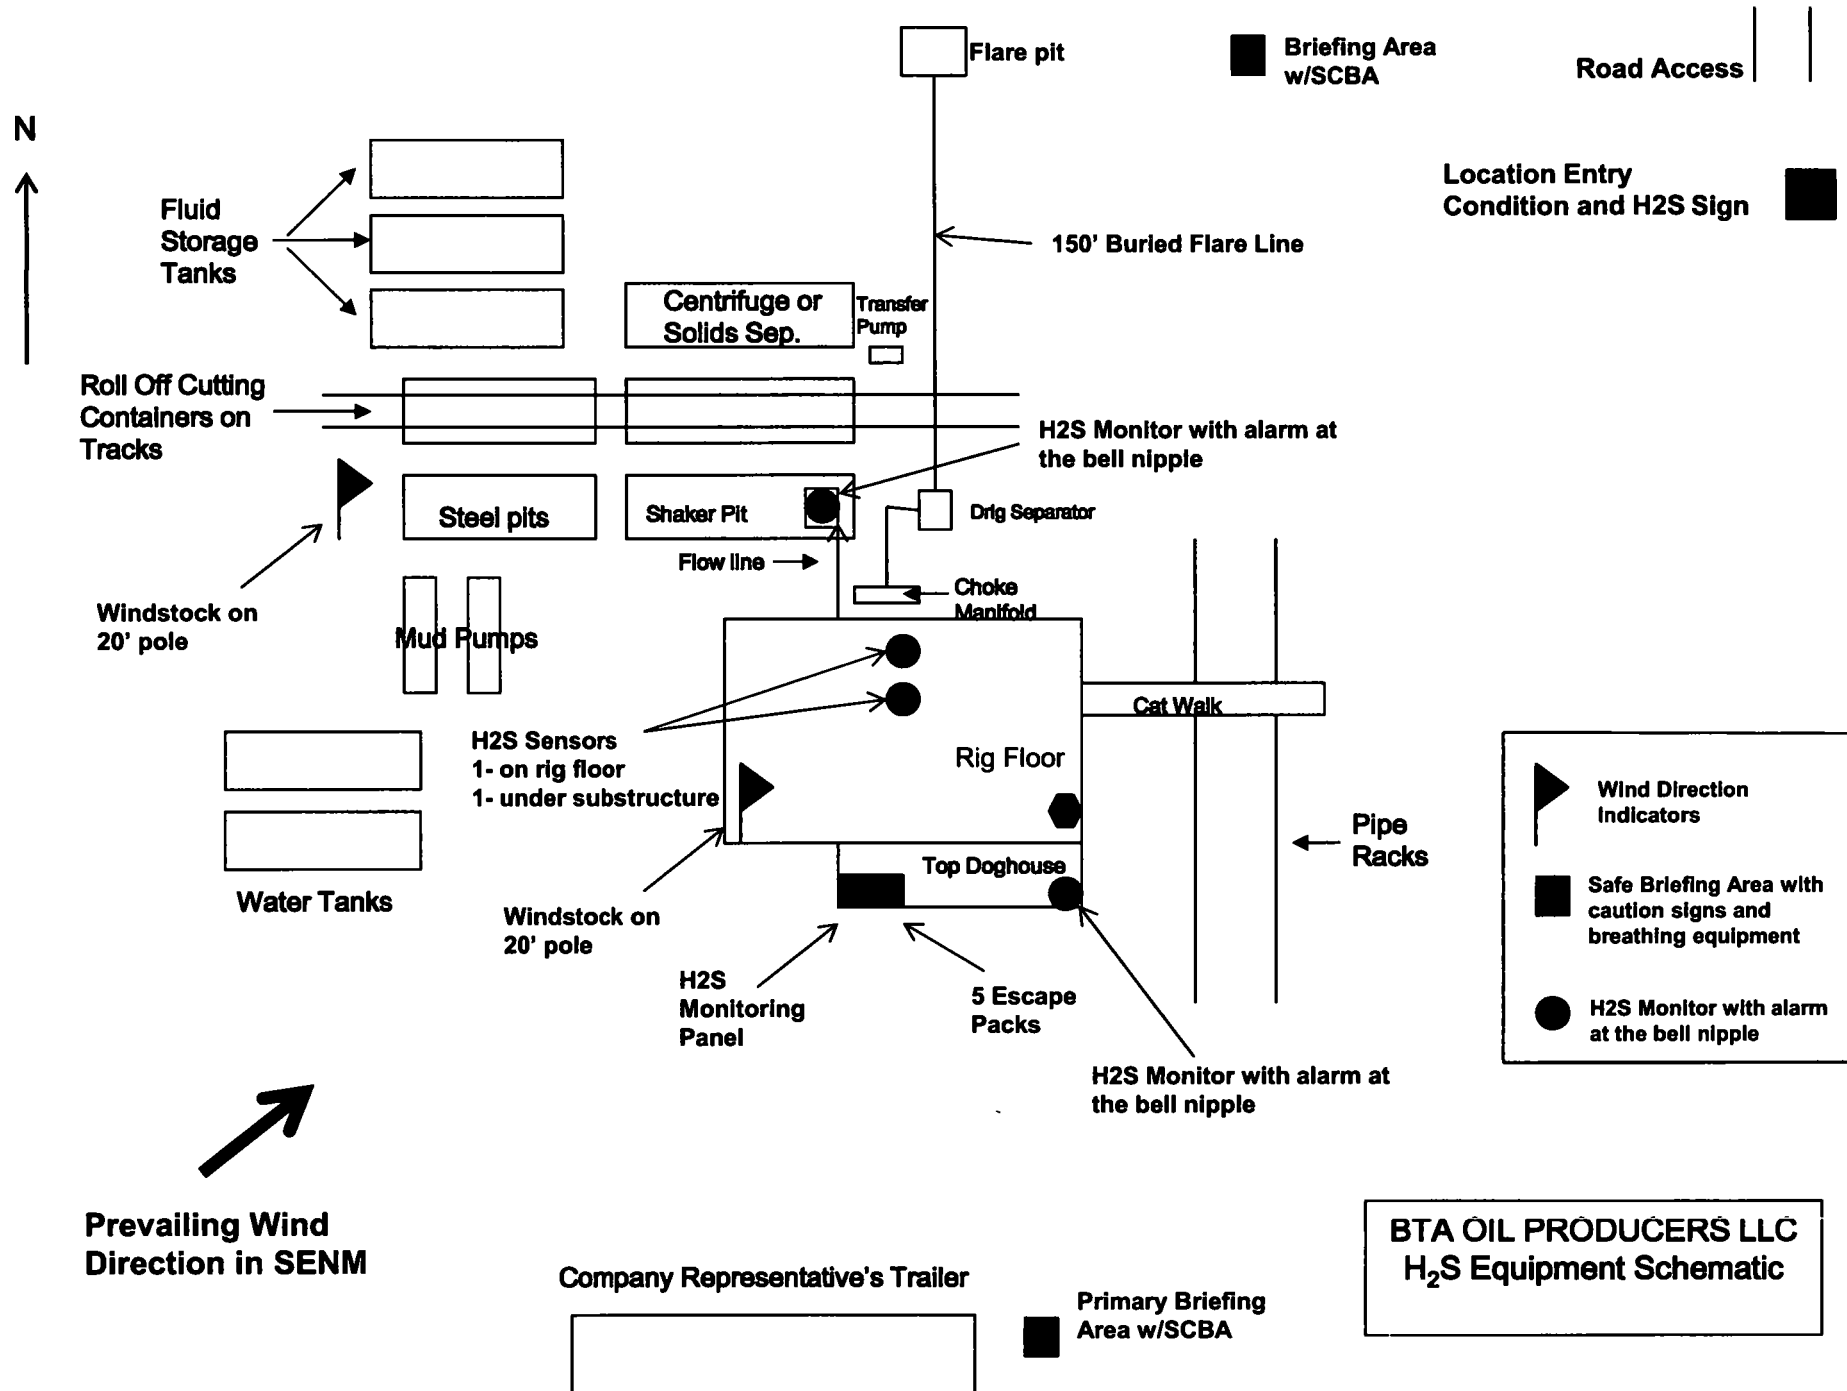 Flare pit
Briefing Area
w/SCBA
Road Access
N
Location Entry
Condition and H2S Sign
Fluid
Storage
Tanks
150' Buried Flare Line
Centrifuge or
Solids Sep.
Transfer
Pump
Roll Off Cutting
Containers on
Tracks
H2S Monitor with alarm at
the bell nipple
Steel pits
Shaker Pit
Drlg Separator
Flow line
Choke
Manifold
Windstock on
20' pole
Mud Pumps
Cat Walk
H2S Sensors
1- on rig floor
1- under substructure
Rig Floor
Wind Direction
Indicators
Pipe
Racks
Top Doghouse
Safe Briefing Area with
caution signs and
breathing equipment
Water Tanks
Windstock on
20' pole
H2S
Monitoring
Panel
5 Escape
Packs
H2S Monitor with alarm
at the bell nipple
H2S Monitor with alarm at
the bell nipple
Prevailing Wind
Direction in SENM
BTA OIL PRODUCERS LLC
H₂S Equipment Schematic
Company Representative's Trailer
Primary Briefing
Area w/SCBA